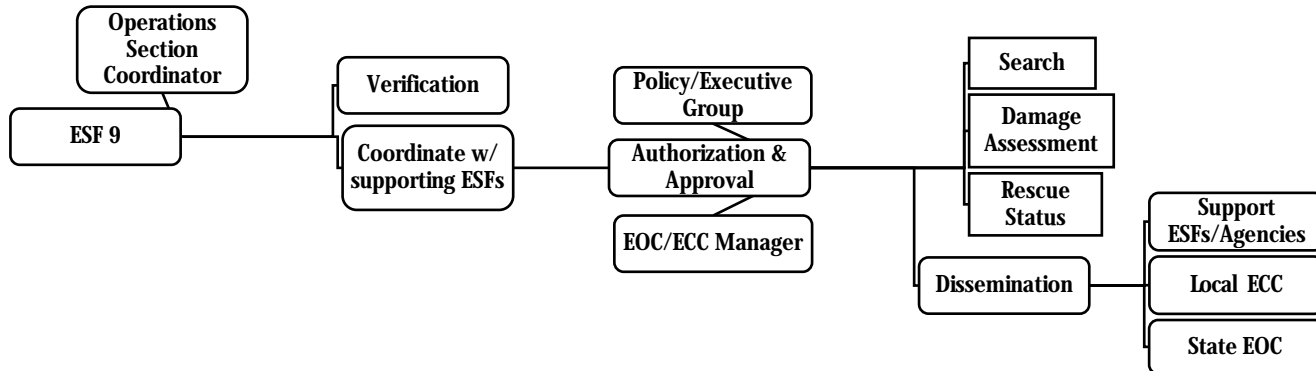 Operations
Section
Coordinator
ESF 9
Verification
Coordinate w/
supporting ESFs
Policy/Executive
Group
Authorization &
Approval
EOC/ECC Manager
Search
Damage
Assessment
Rescue
Status
Dissemination
Support
ESFs/Agencies
Local ECC
State EOC